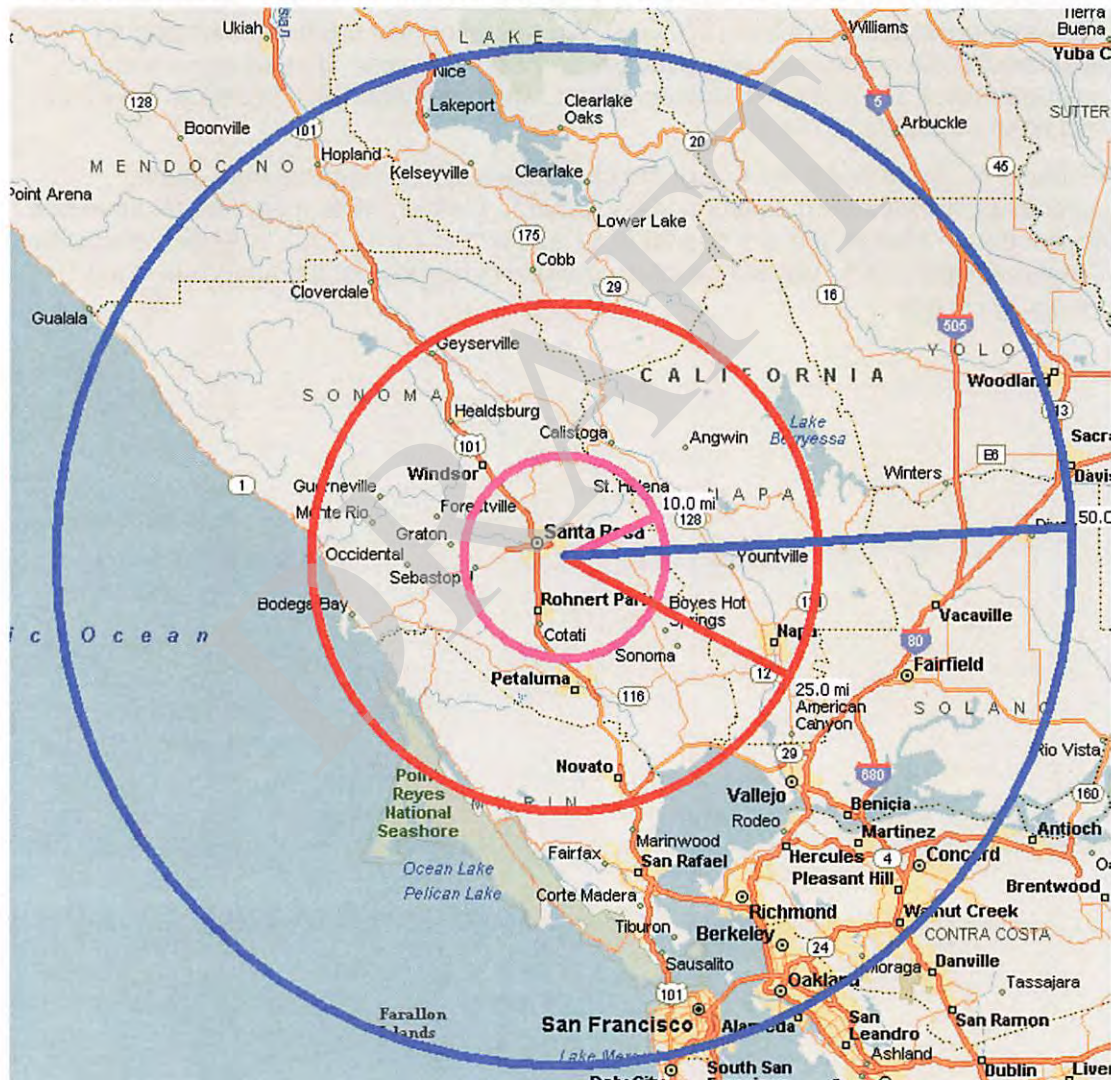 Ukiah
LAKE
Williams
Tierra
Buena
Yuba C
Nice
128
Lakeport
Clearlake
Oaks
5
SUTTER
Boonville
101
Arbuckle
20
MENDOCINO
Hopland
Kelseyville
Clearlake
45
Point Arena
Lower Lake
175
Cobb
29
16
Cloverdale
Gualala
505
Geyserville
YOLO
CALIFORNIA
Woodland
SONOMA
Healdsburg
113
Lake
Berryessa
Calistoga
Angwin
Sacra
101
E6
Windsor
Winters
Davis
1
Guerneville
St. Helena
NAPA
10.0 mi
Monte Rio
Forestville
128
50.0
Graton
Santa Rosa
Occidental
Yountville
Sebastopol
Bodega Bay
Rohnert Park
Boyes Hot
Springs
Vacaville
ic Ocean
Cotati
Napa
80
Sonoma
12
Fairfield
Petaluma
116
25.0 mi
American
Canyon
SOLANO
29
Rio Vista
Novato
680
Point
Reyes
National
Seashore
MARIN
Vallejo
160
Benicia
Rodeo
Marinwood
Martinez
Antioch
Fairfax
Hercules
4
Concord
San Rafael
Ocean Lake
Pleasant Hill
Brentwood
Pelican Lake
Corte Madera
Richmond
Walnut Creek
Tiburon
Berkeley
24
CONTRA COSTA
Sausalito
Moraga
Danville
101
Oakland
Tassajara
Farallon
Islands
San Francisco
Alameda
San
Leandro
San Ramon
Ashland
South San
Dublin
Liver
DRAFT